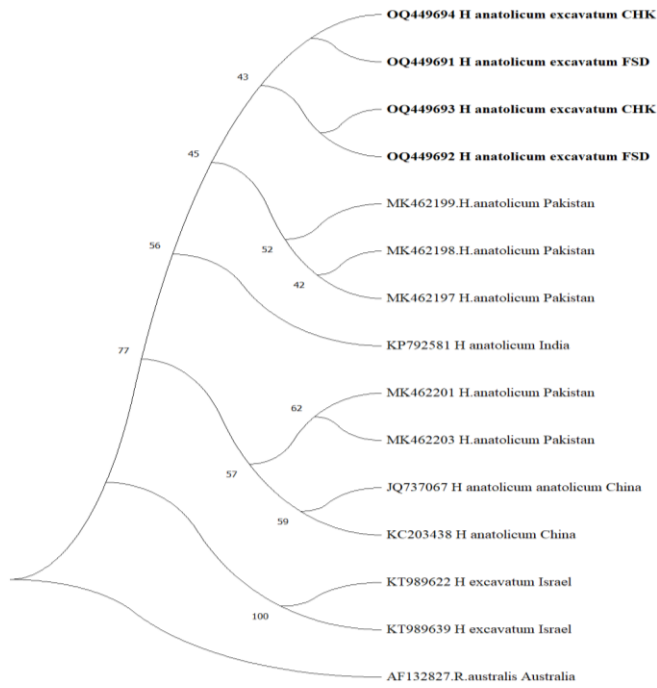 OQ449694 H anatolicum excavatum CHK
OQ449691 H anatolicum excavatum FSD
43
OQ449693 H anatolicum excavatum CHK
OQ449692 H anatolicum excavatum FSD
45
MK462199.H.anatolicum Pakistan
56
52
MK462198.H.anatolicum Pakistan
42
MK462197 H.anatolicum Pakistan
KP792581 H anatolicum India
77
MK462201 H.anatolicum Pakistan
62
MK462203 H.anatolicum Pakistan
57
JQ737067 H anatolicum anatolicum China
59
KC203438 H anatolicum China
KT989622 H excavatum Israel
100
KT989639 H excavatum Israel
AF132827.R.australis Australia